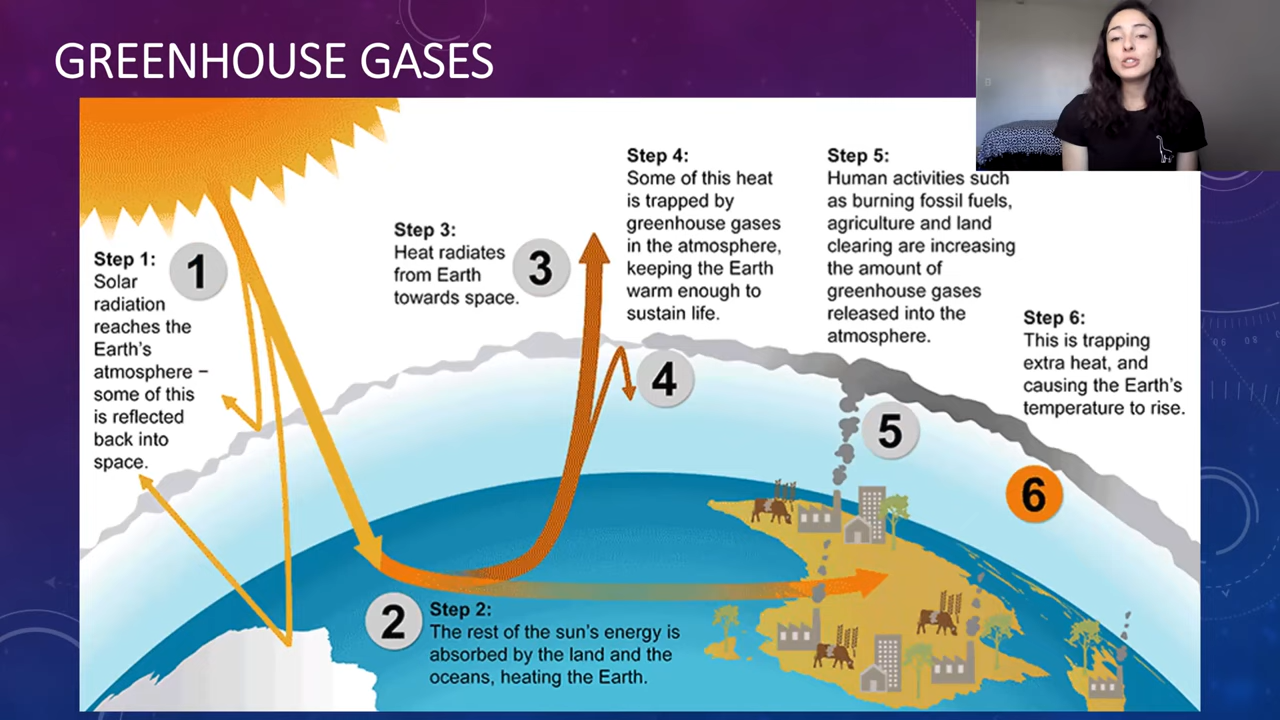 GREENHOUSE GASES
Step 1:
Solar
radiation
reaches the
Earth's
atmosphere –
some of this
is reflected
back into
space.
1
Step 3:
Heat radiates
from Earth
towards space.
3
Step 4:
Some of this heat
is trapped by
greenhouse gases
in the atmosphere,
keeping the Earth
warm enough to
sustain life.
4
Step 5:
Human activities such
as burning fossil fuels,
agriculture and land
clearing are increasing
the amount of
greenhouse gases
released into the
atmosphere.
5
Step 6:
This is trapping
extra heat, and
causing the Earth's
temperature to rise.
6
2
Step 2:
The rest of the sun's energy is
absorbed by the land and the
oceans, heating the Earth.